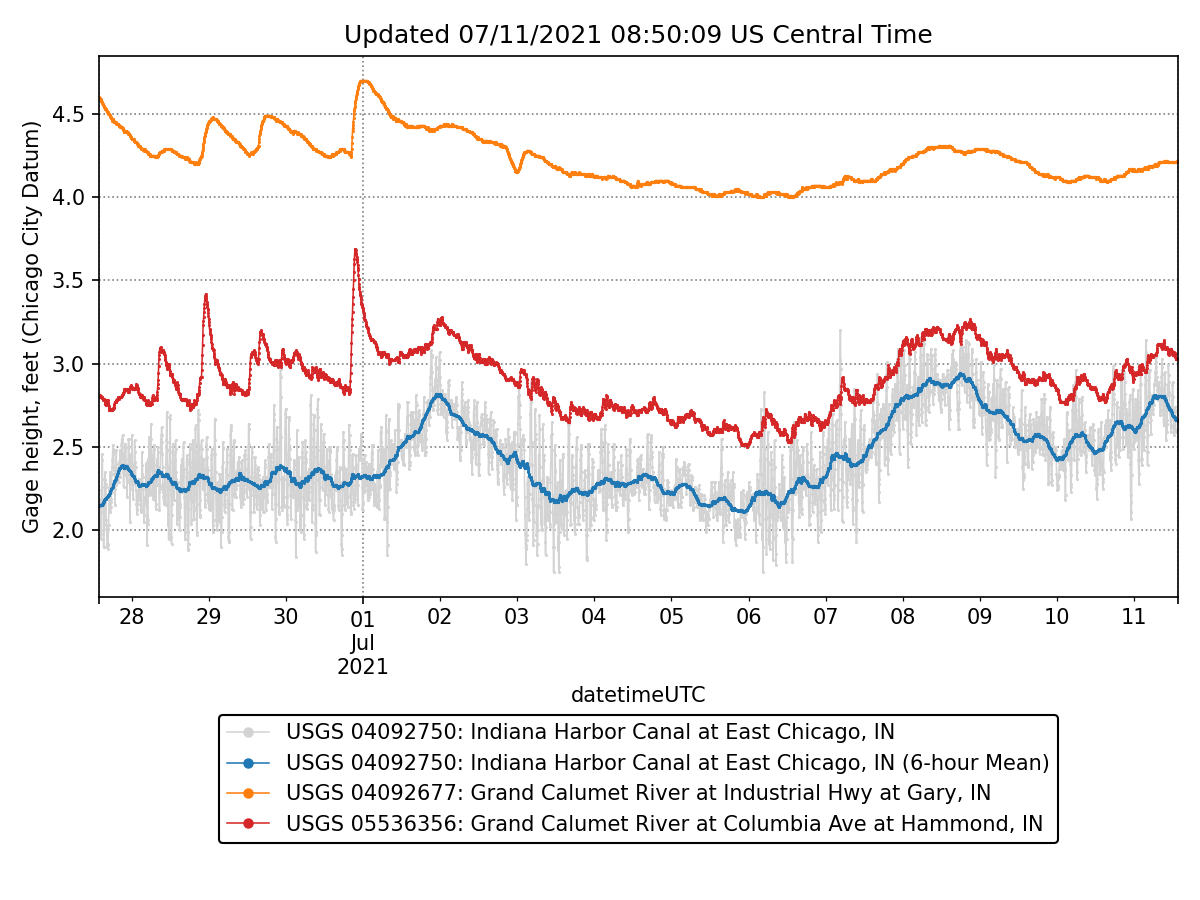 Updated 07/11/2021 08:50:09 US Central Time
Gage height, feet (Chicago City Datum)
4.5
4.0
3.5
3.0
2.5
2.0
28 29 30 01 02 03 04 05 06 07 08 09 10 11
Jul
2021
datetimeUTC
USGS 04092750: Indiana Harbor Canal at East Chicago, IN
USGS 04092750: Indiana Harbor Canal at East Chicago, IN (6-hour Mean)
USGS 04092677: Grand Calumet River at Industrial Hwy at Gary, IN
USGS 05536356: Grand Calumet River at Columbia Ave at Hammond, IN